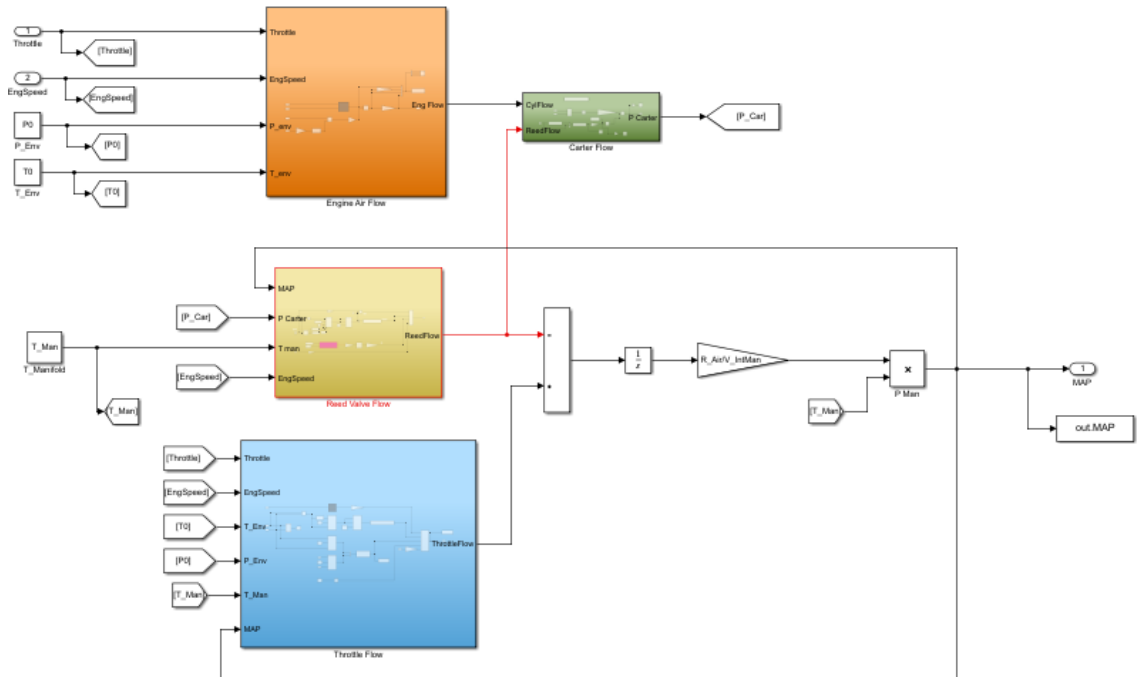 1
Throttle
[Throttle]
2
EngSpeed
[EngSpeed]
P0
P_Env
[P0]
T0
T_Env
[T0]
Throttle
EngSpeed
P_env
T_env
Eng Flow
Engine Air Flow
CylFlow
ReedFlow
P Carter
Carter Flow
[P_Car]
[P_Car]
T_Man
T_Manifold
[EngSpeed]
[T_Man]
MAP
P Carter
T man
EngSpeed
ReedFlow
Reed Valve Flow
-
+
1
s
R_Air/V_IntMan
[T_Man
×
P Man
1
MAP
out.MAP
[Throttle]
[EngSpeed]
[T0]
[P0]
[T_Man]
Throttle
EngSpeed
T_Env
P_Env
T_Man
MAP
ThrottleFlow
Throttle Flow